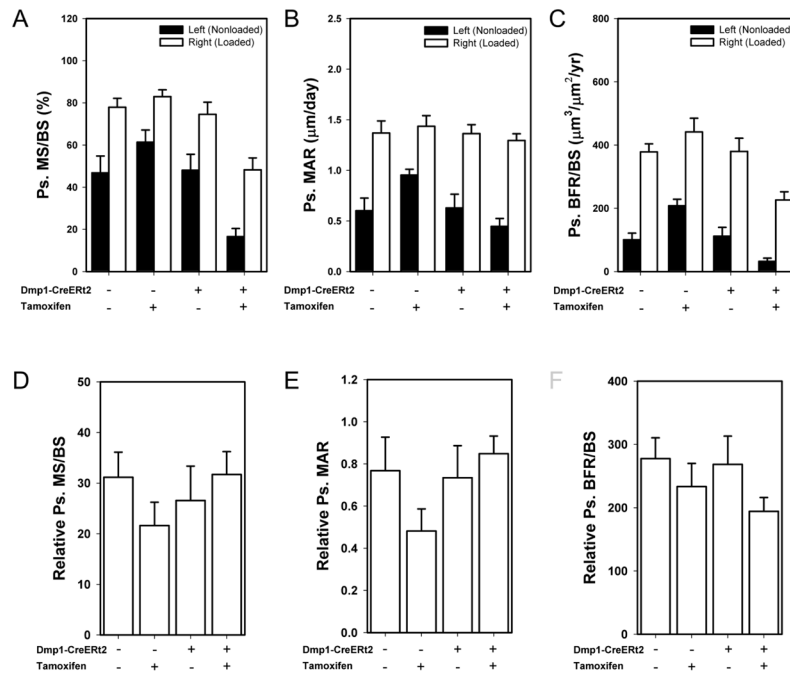 A
B
C
Left (Nonloaded)
Right (Loaded)
Left (Nonloaded)
Right (Loaded)
Left (Nonloaded)
Right (Loaded)
Ps. MS/BS (%)
120
100
80
60
40
20
0
Ps. MAR (μm/day)
2.5
2.0
1.5
1.0
0.5
0.0
Ps. BFR/BS (μm³/μm²/yr)
800
600
400
200
0
Dmp1-CreERt2 - - + +
Tamoxifen - + - +
Dmp1-CreERt2 - - + +
Tamoxifen - + - +
Dmp1-CreERt2 - - + +
Tamoxifen - + - +
D
E
F
Relative Ps. MS/BS
50
40
30
20
10
0
Relative Ps. MAR
1.2
1.0
0.8
0.6
0.4
0.2
0.0
Relative Ps. BFR/BS
400
300
200
100
0
Dmp1-CreERt2 - - + +
Tamoxifen - + - +
Dmp1-CreERt2 - - + +
Tamoxifen - + - +
Dmp1-CreERt2 - - + +
Tamoxifen - + - +